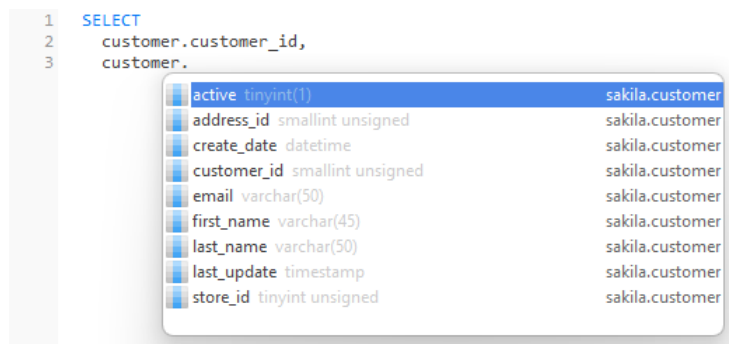 1 SELECT
2 customer.customer_id,
3 customer.
active tinyint(1) sakila.customer
address_id smallint unsigned sakila.customer
create_date datetime sakila.customer
customer_id smallint unsigned sakila.customer
email varchar(50) sakila.customer
first_name varchar(45) sakila.customer
last_name varchar(50) sakila.customer
last_update timestamp sakila.customer
store_id tinyint unsigned sakila.customer